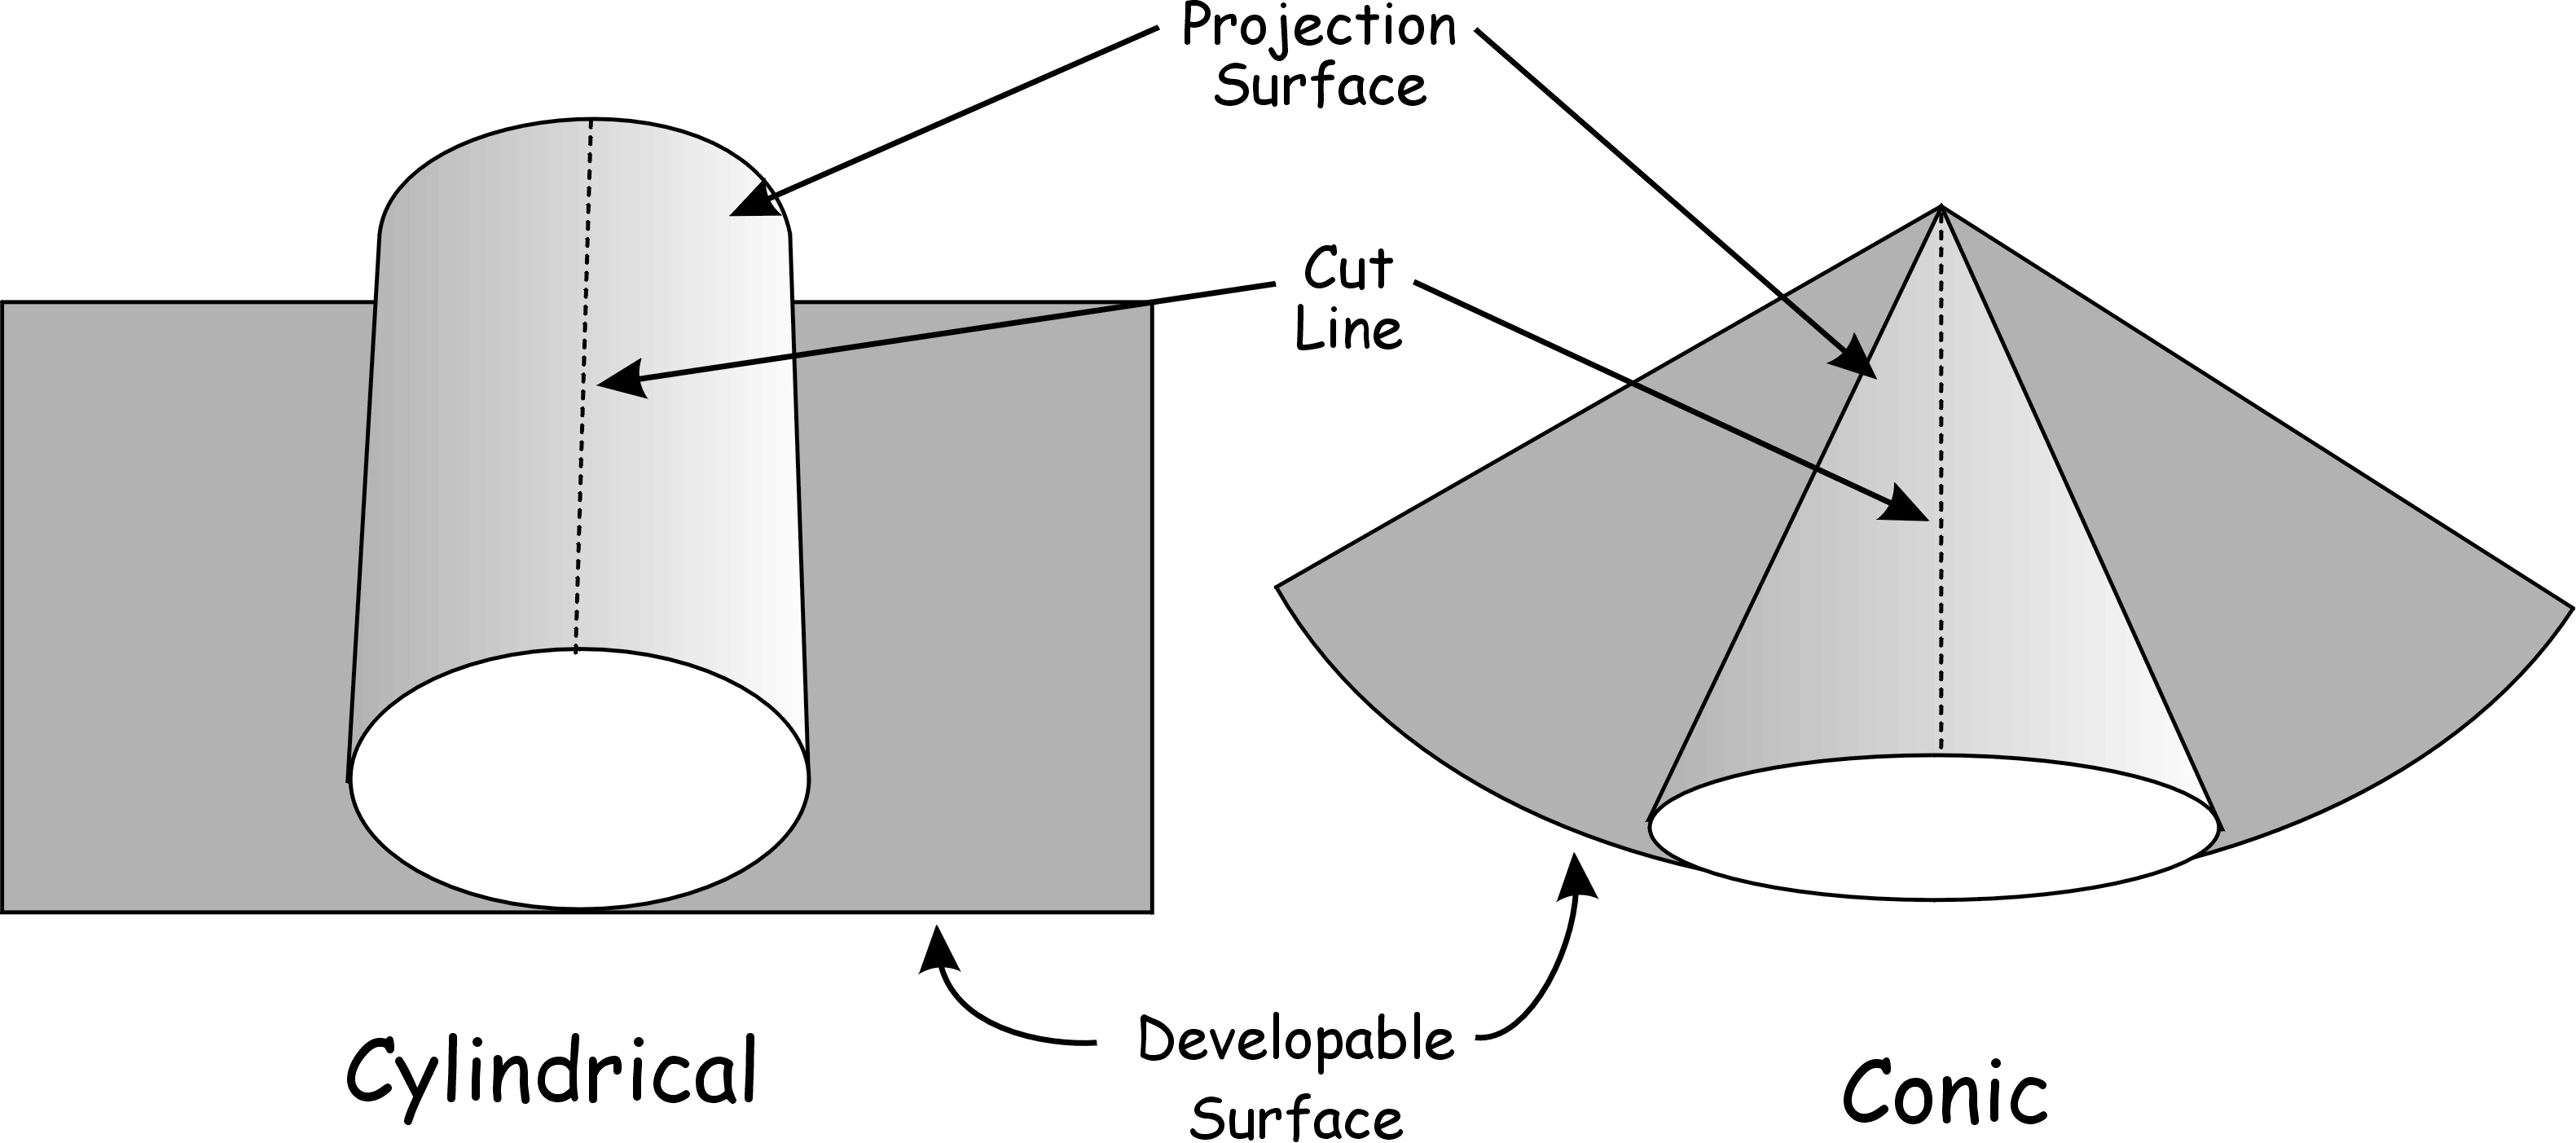 Projection
Surface
Cut
Line
Developable
Surface
Cylindrical
Conic